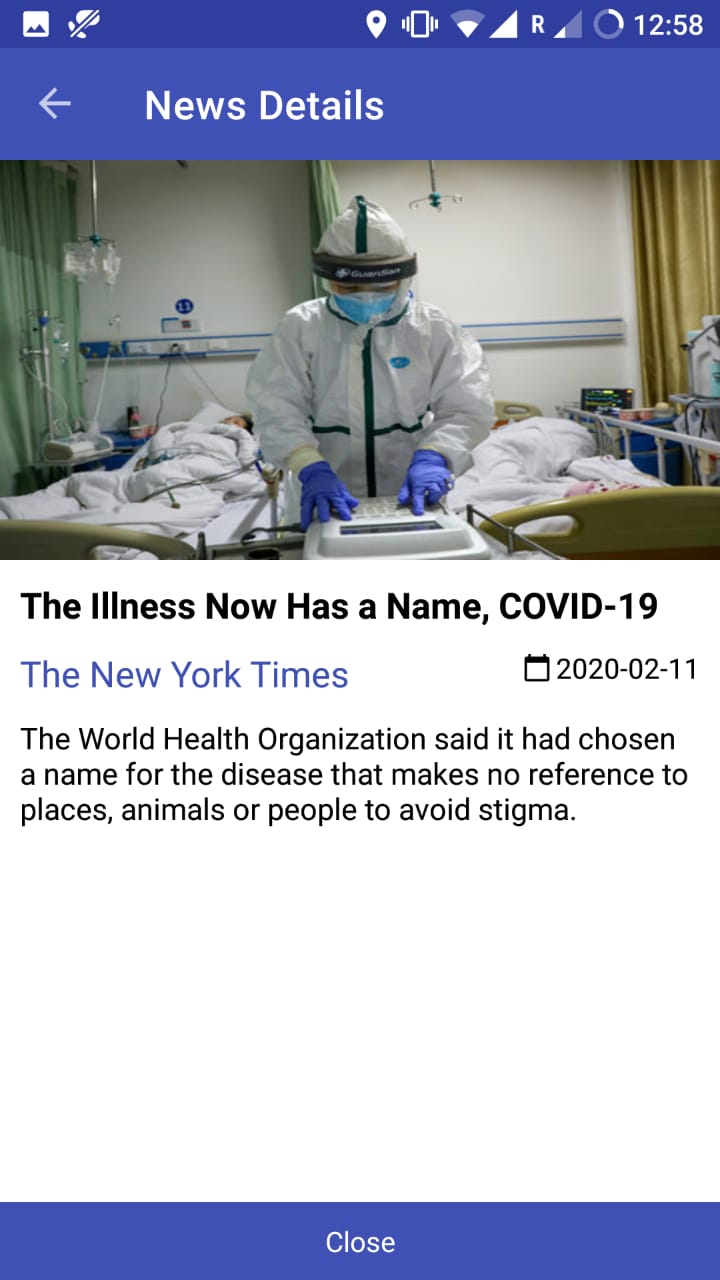 R 12:58
News Details
Guardian
11
The Illness Now Has a Name, COVID-19
The New York Times
2020-02-11
The World Health Organization said it had chosen
a name for the disease that makes no reference to
places, animals or people to avoid stigma.
Close